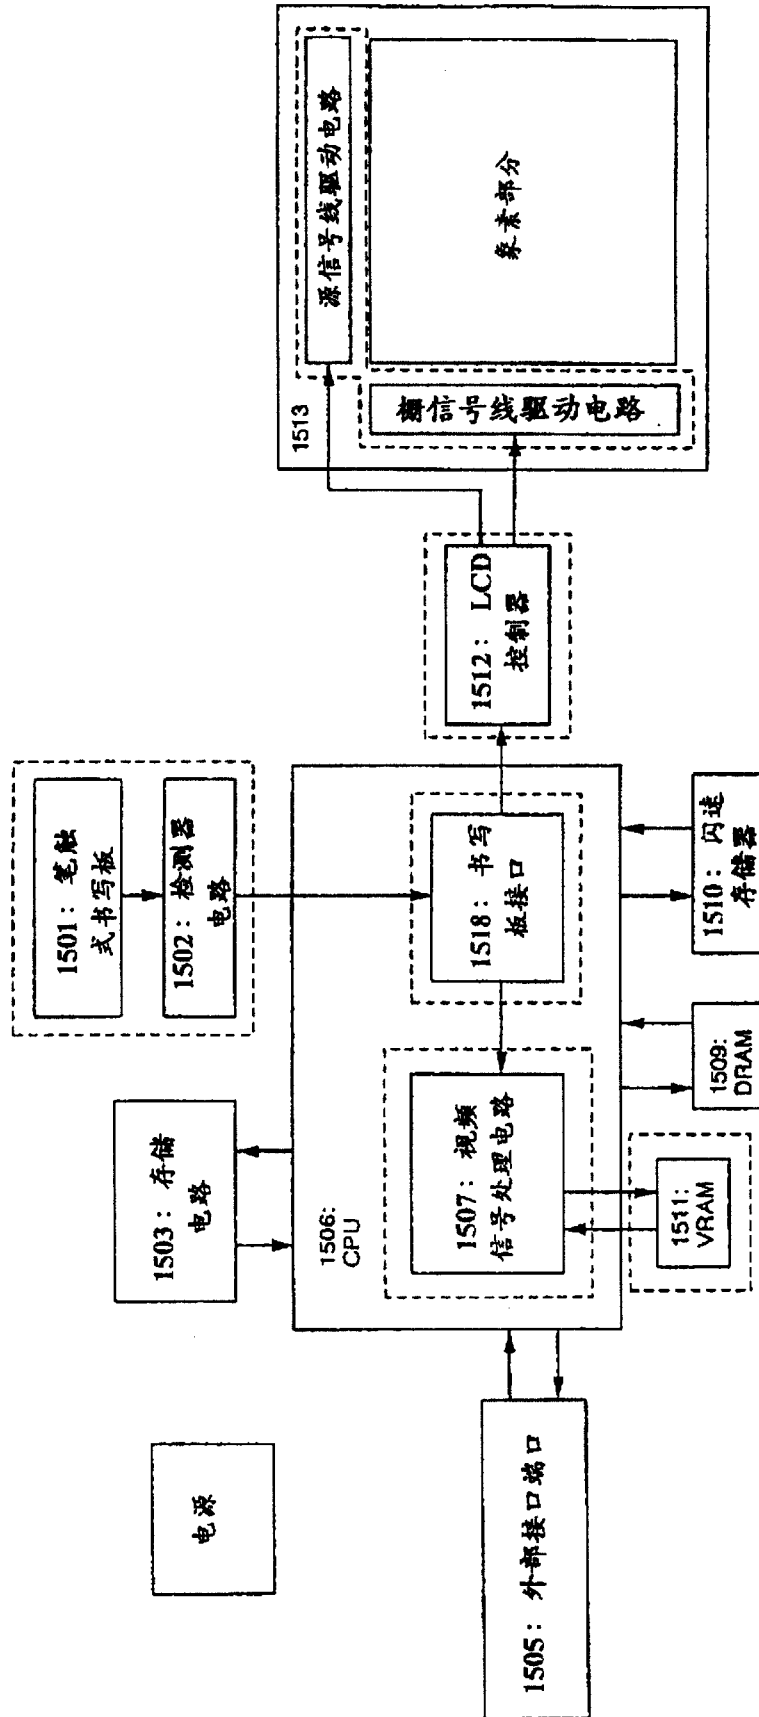 电源
1505：外部接口端口
1503：存储
电路
1506:
CPU
1507：视频
信号处理电路
1511:
VRAM
1509:
DRAM
1501：笔触
式书写板
1502：检测器
电路
1518：书写
板接口
1510：闪速
存储器
1512：LCD
控制器
1513
源信号线驱动电路
栅信号线驱动电路
象素部分